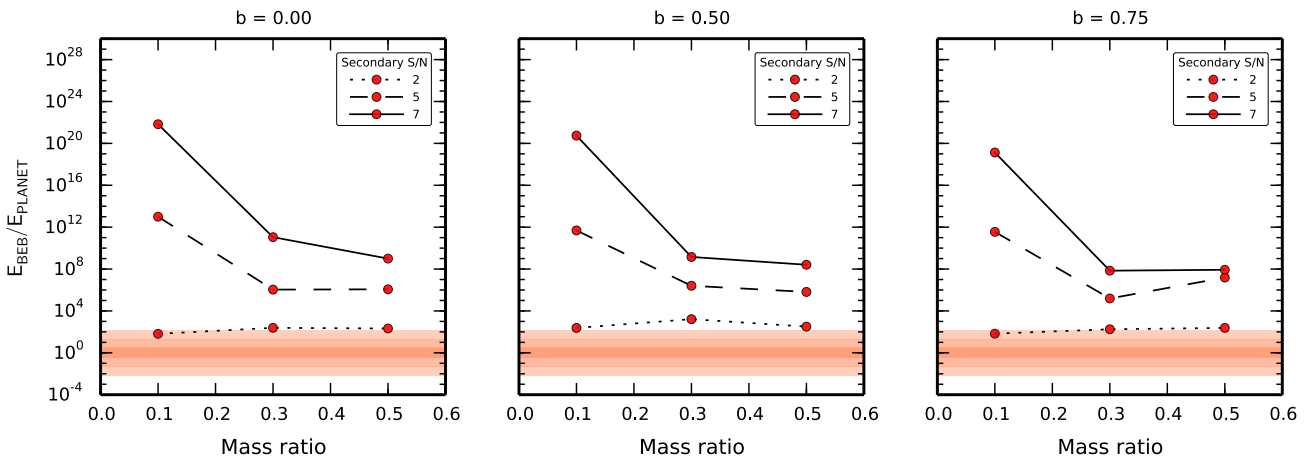 b = 0.00
b = 0.50
b = 0.75
E_BEB/E_PLANET
10^28
10^24
10^20
10^16
10^12
10^8
10^4
10^0
10^-4
Secondary S/N
2
5
7
Secondary S/N
2
5
7
Secondary S/N
2
5
7
0.0 0.1 0.2 0.3 0.4 0.5 0.6
0.0 0.1 0.2 0.3 0.4 0.5 0.6
0.0 0.1 0.2 0.3 0.4 0.5 0.6
Mass ratio
Mass ratio
Mass ratio